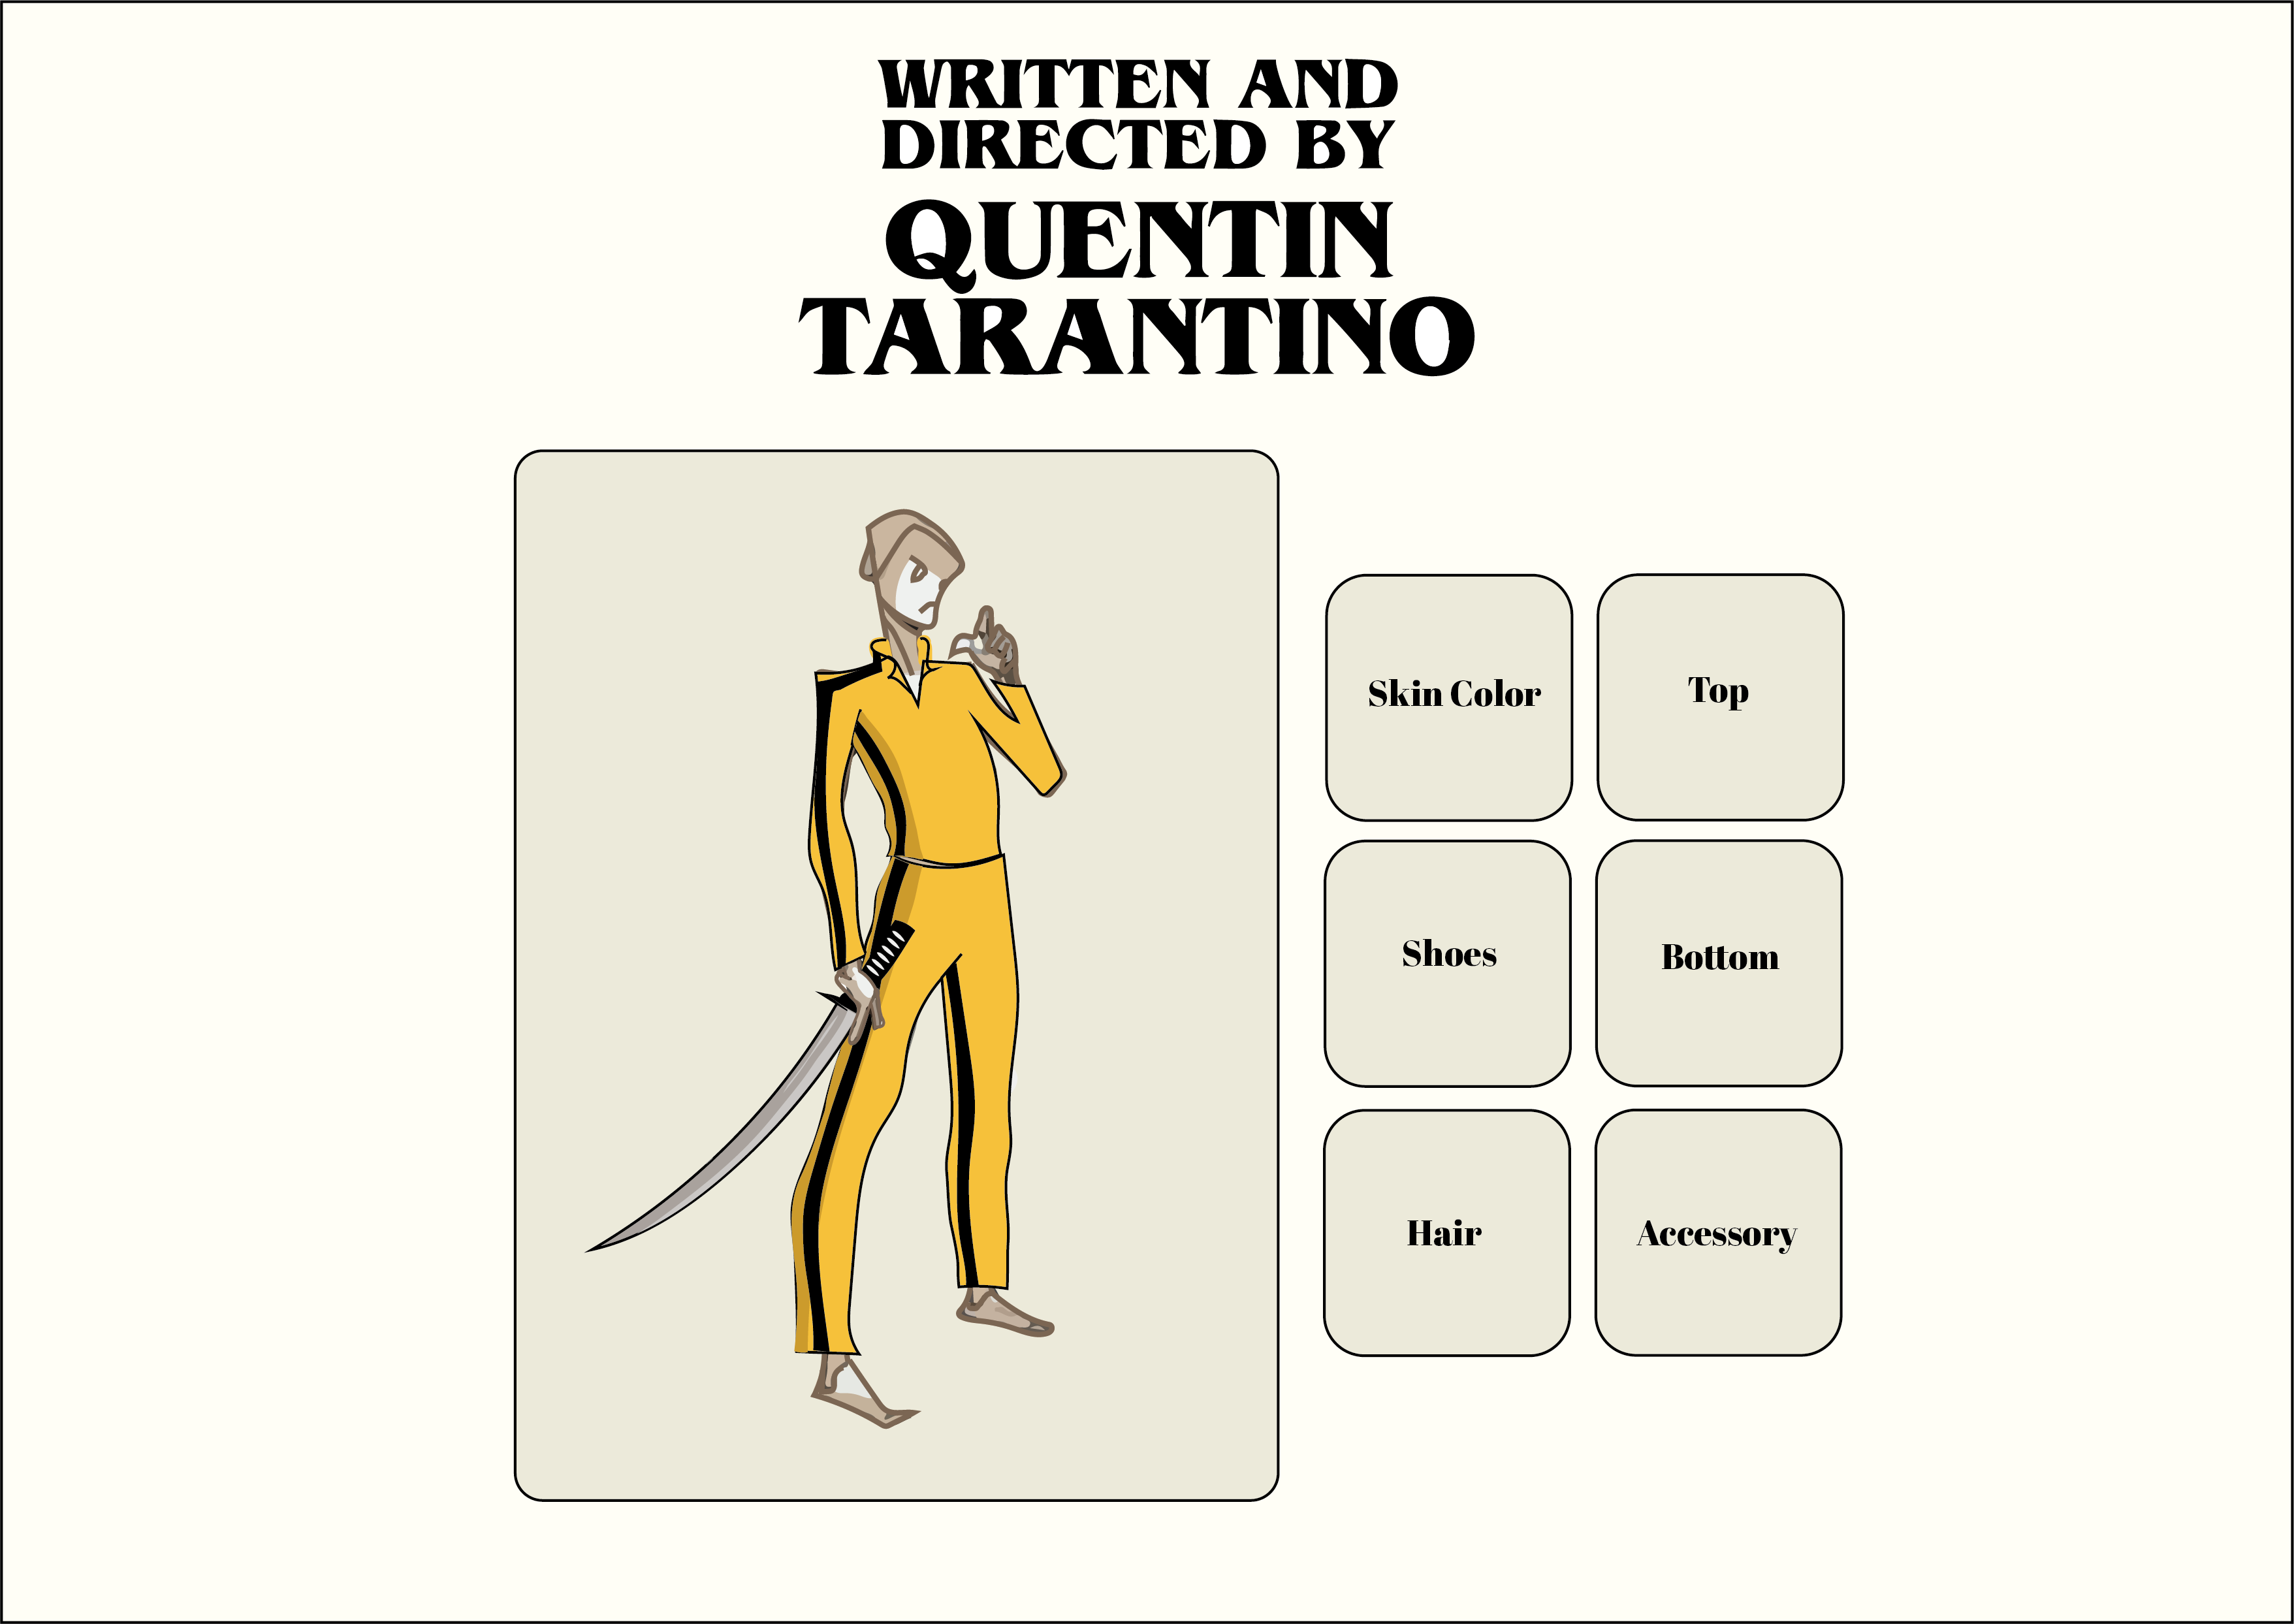 WRITTEN AND
DIRECTED BY
QUENTIN
TARANTINO
Skin Color
Top
Shoes
Bottom
Hair
Accessory